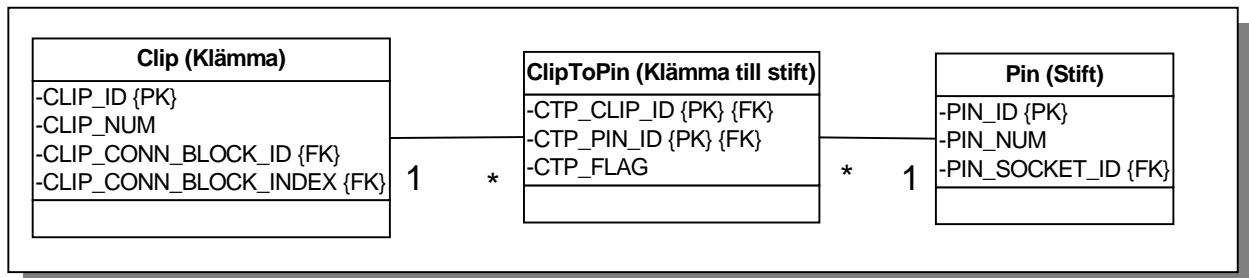 Clip (Klämma)
-CLIP_ID {PK}
-CLIP_NUM
-CLIP_CONN_BLOCK_ID {FK}
-CLIP_CONN_BLOCK_INDEX {FK}
1
*
ClipToPin (Klämma till stift)
-CTP_CLIP_ID {PK} {FK}
-CTP_PIN_ID {PK} {FK}
-CTP_FLAG
*
1
Pin (Stift)
-PIN_ID {PK}
-PIN_NUM
-PIN_SOCKET_ID {FK}